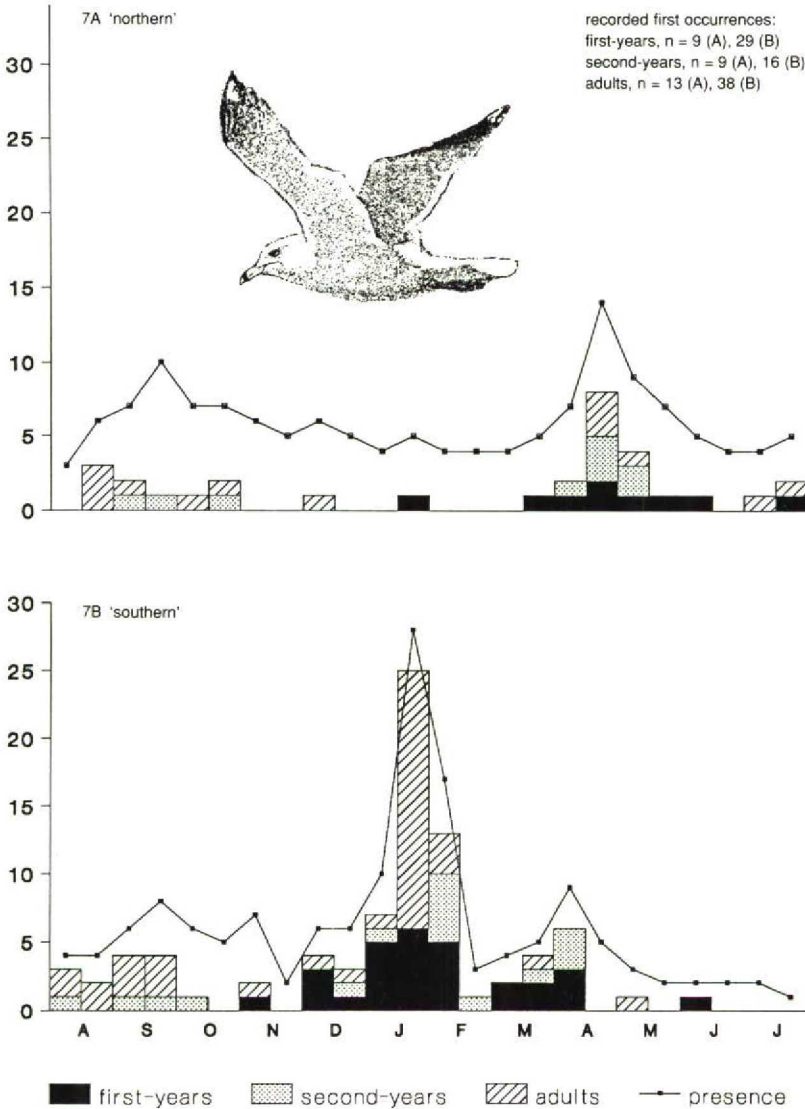 7A 'northern'
recorded first occurrences:
first-years, n = 9 (A), 29 (B)
second-years, n = 9 (A), 16 (B)
adults, n = 13 (A), 38 (B)
30
25
20
15
10
5
0
7B 'southern'
30
25
20
15
10
5
0
A S O N D J F M A M J J
first-years second-years adults presence